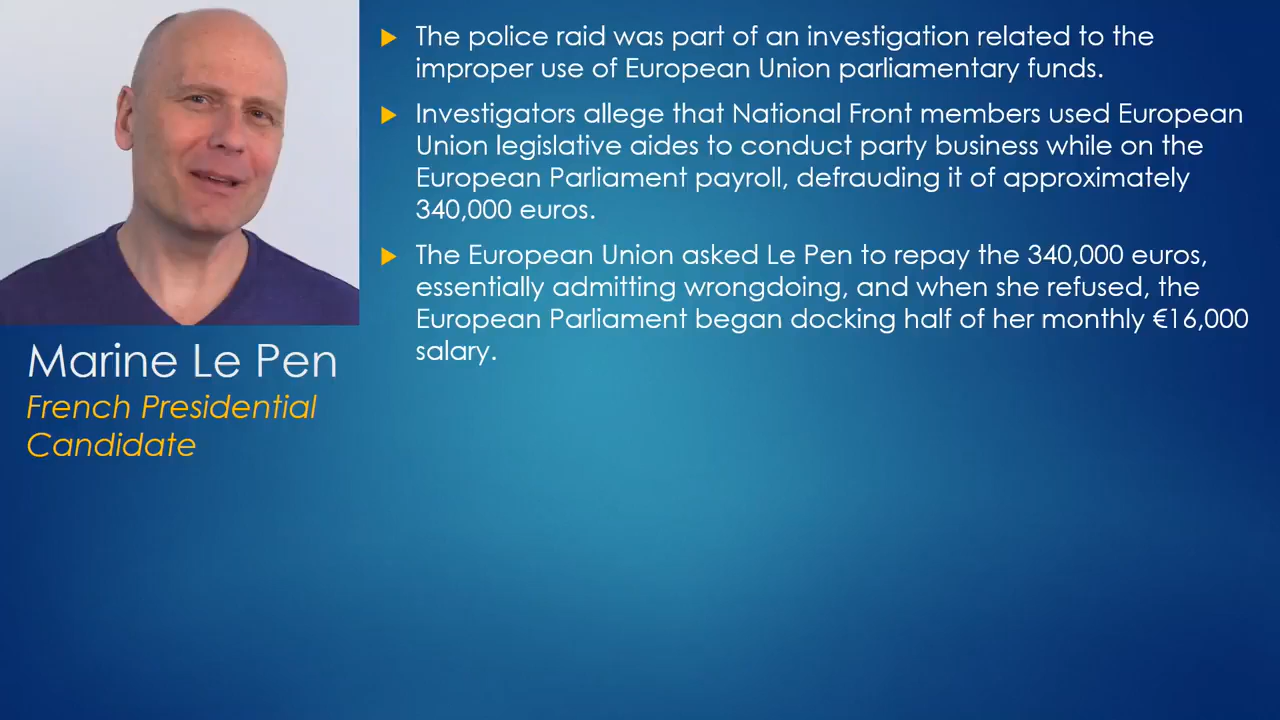 The police raid was part of an investigation related to the
improper use of European Union parliamentary funds.
Investigators allege that National Front members used European
Union legislative aides to conduct party business while on the
European Parliament payroll, defrauding it of approximately
340,000 euros.
The European Union asked Le Pen to repay the 340,000 euros,
essentially admitting wrongdoing, and when she refused, the
European Parliament began docking half of her monthly €16,000
salary.
Marine Le Pen
French Presidential
Candidate